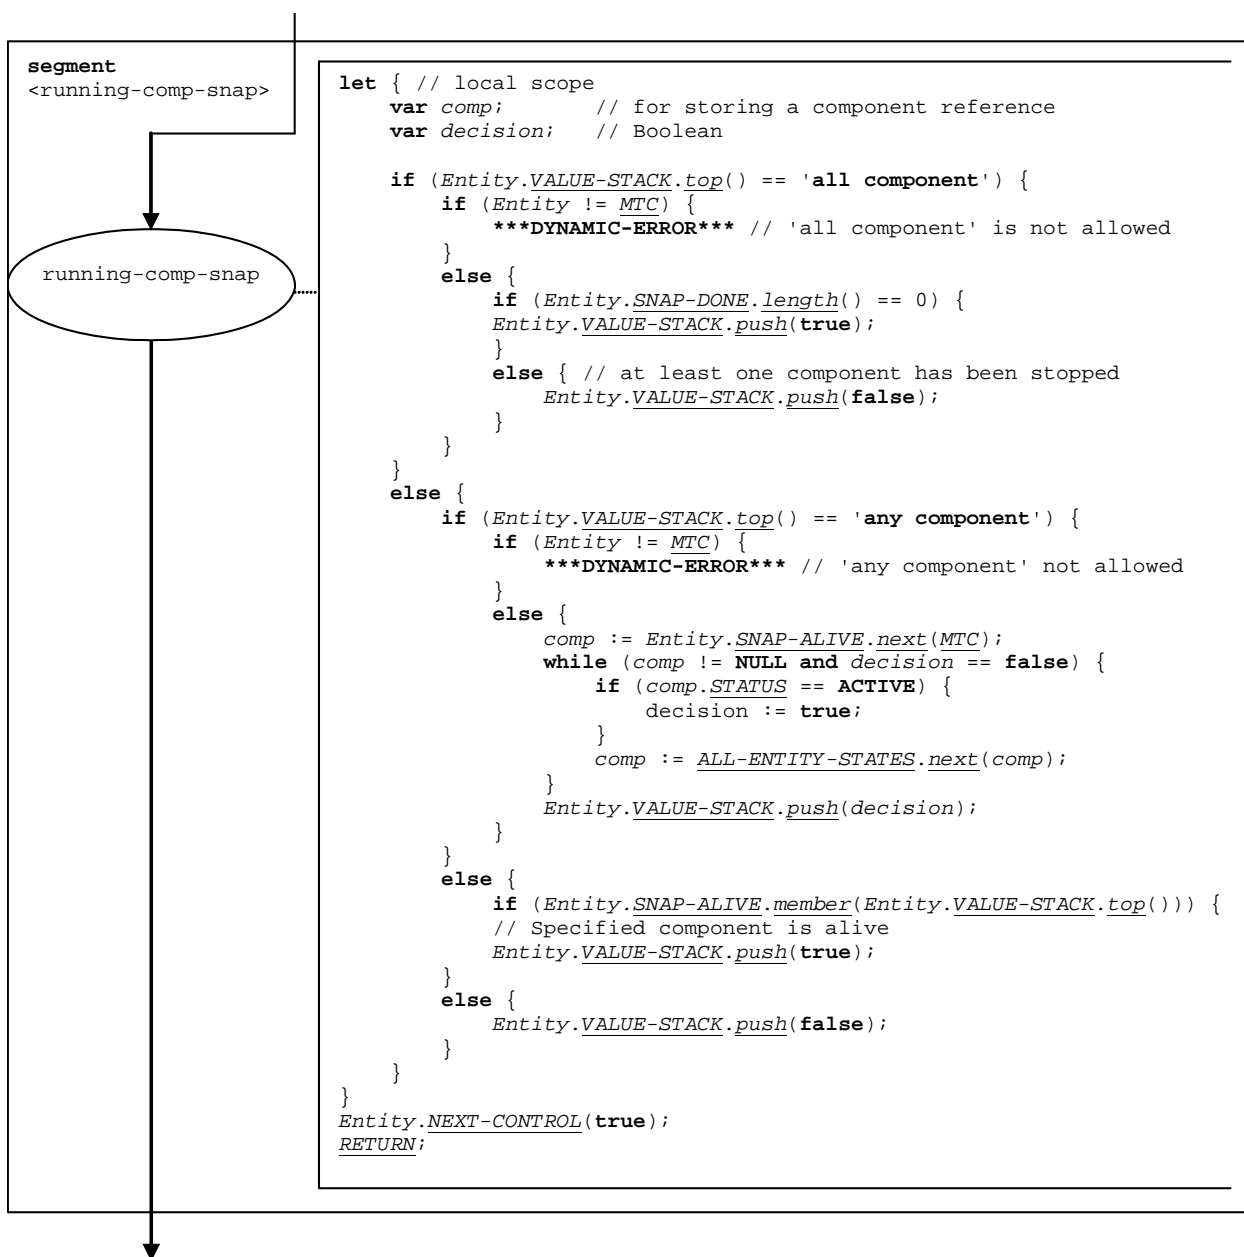 segment
<running-comp-snap>
running-comp-snap
let { // local scope
    var comp;       // for storing a component reference
    var decision;   // Boolean

    if (Entity.VALUE-STACK.top() == 'all component') {
        if (Entity != MTC) {
            ***DYNAMIC-ERROR*** // 'all component' is not allowed
        }
        else {
            if (Entity.SNAP-DONE.length() == 0) {
            Entity.VALUE-STACK.push(true);
            }
            else { // at least one component has been stopped
                Entity.VALUE-STACK.push(false);
            }
        }
    }
    else {
        if (Entity.VALUE-STACK.top() == 'any component') {
            if (Entity != MTC) {
                ***DYNAMIC-ERROR*** // 'any component' not allowed
            }
            else {
                comp := Entity.SNAP-ALIVE.next(MTC);
                while (comp != NULL and decision == false) {
                    if (comp.STATUS == ACTIVE) {
                        decision := true;
                    }
                    comp := ALL-ENTITY-STATES.next(comp);
                }
                Entity.VALUE-STACK.push(decision);
            }
        }
        else {
            if (Entity.SNAP-ALIVE.member(Entity.VALUE-STACK.top())) {
            // Specified component is alive
            Entity.VALUE-STACK.push(true);
        }
        else {
            Entity.VALUE-STACK.push(false);
        }
    }
}
Entity.NEXT-CONTROL(true);
RETURN;